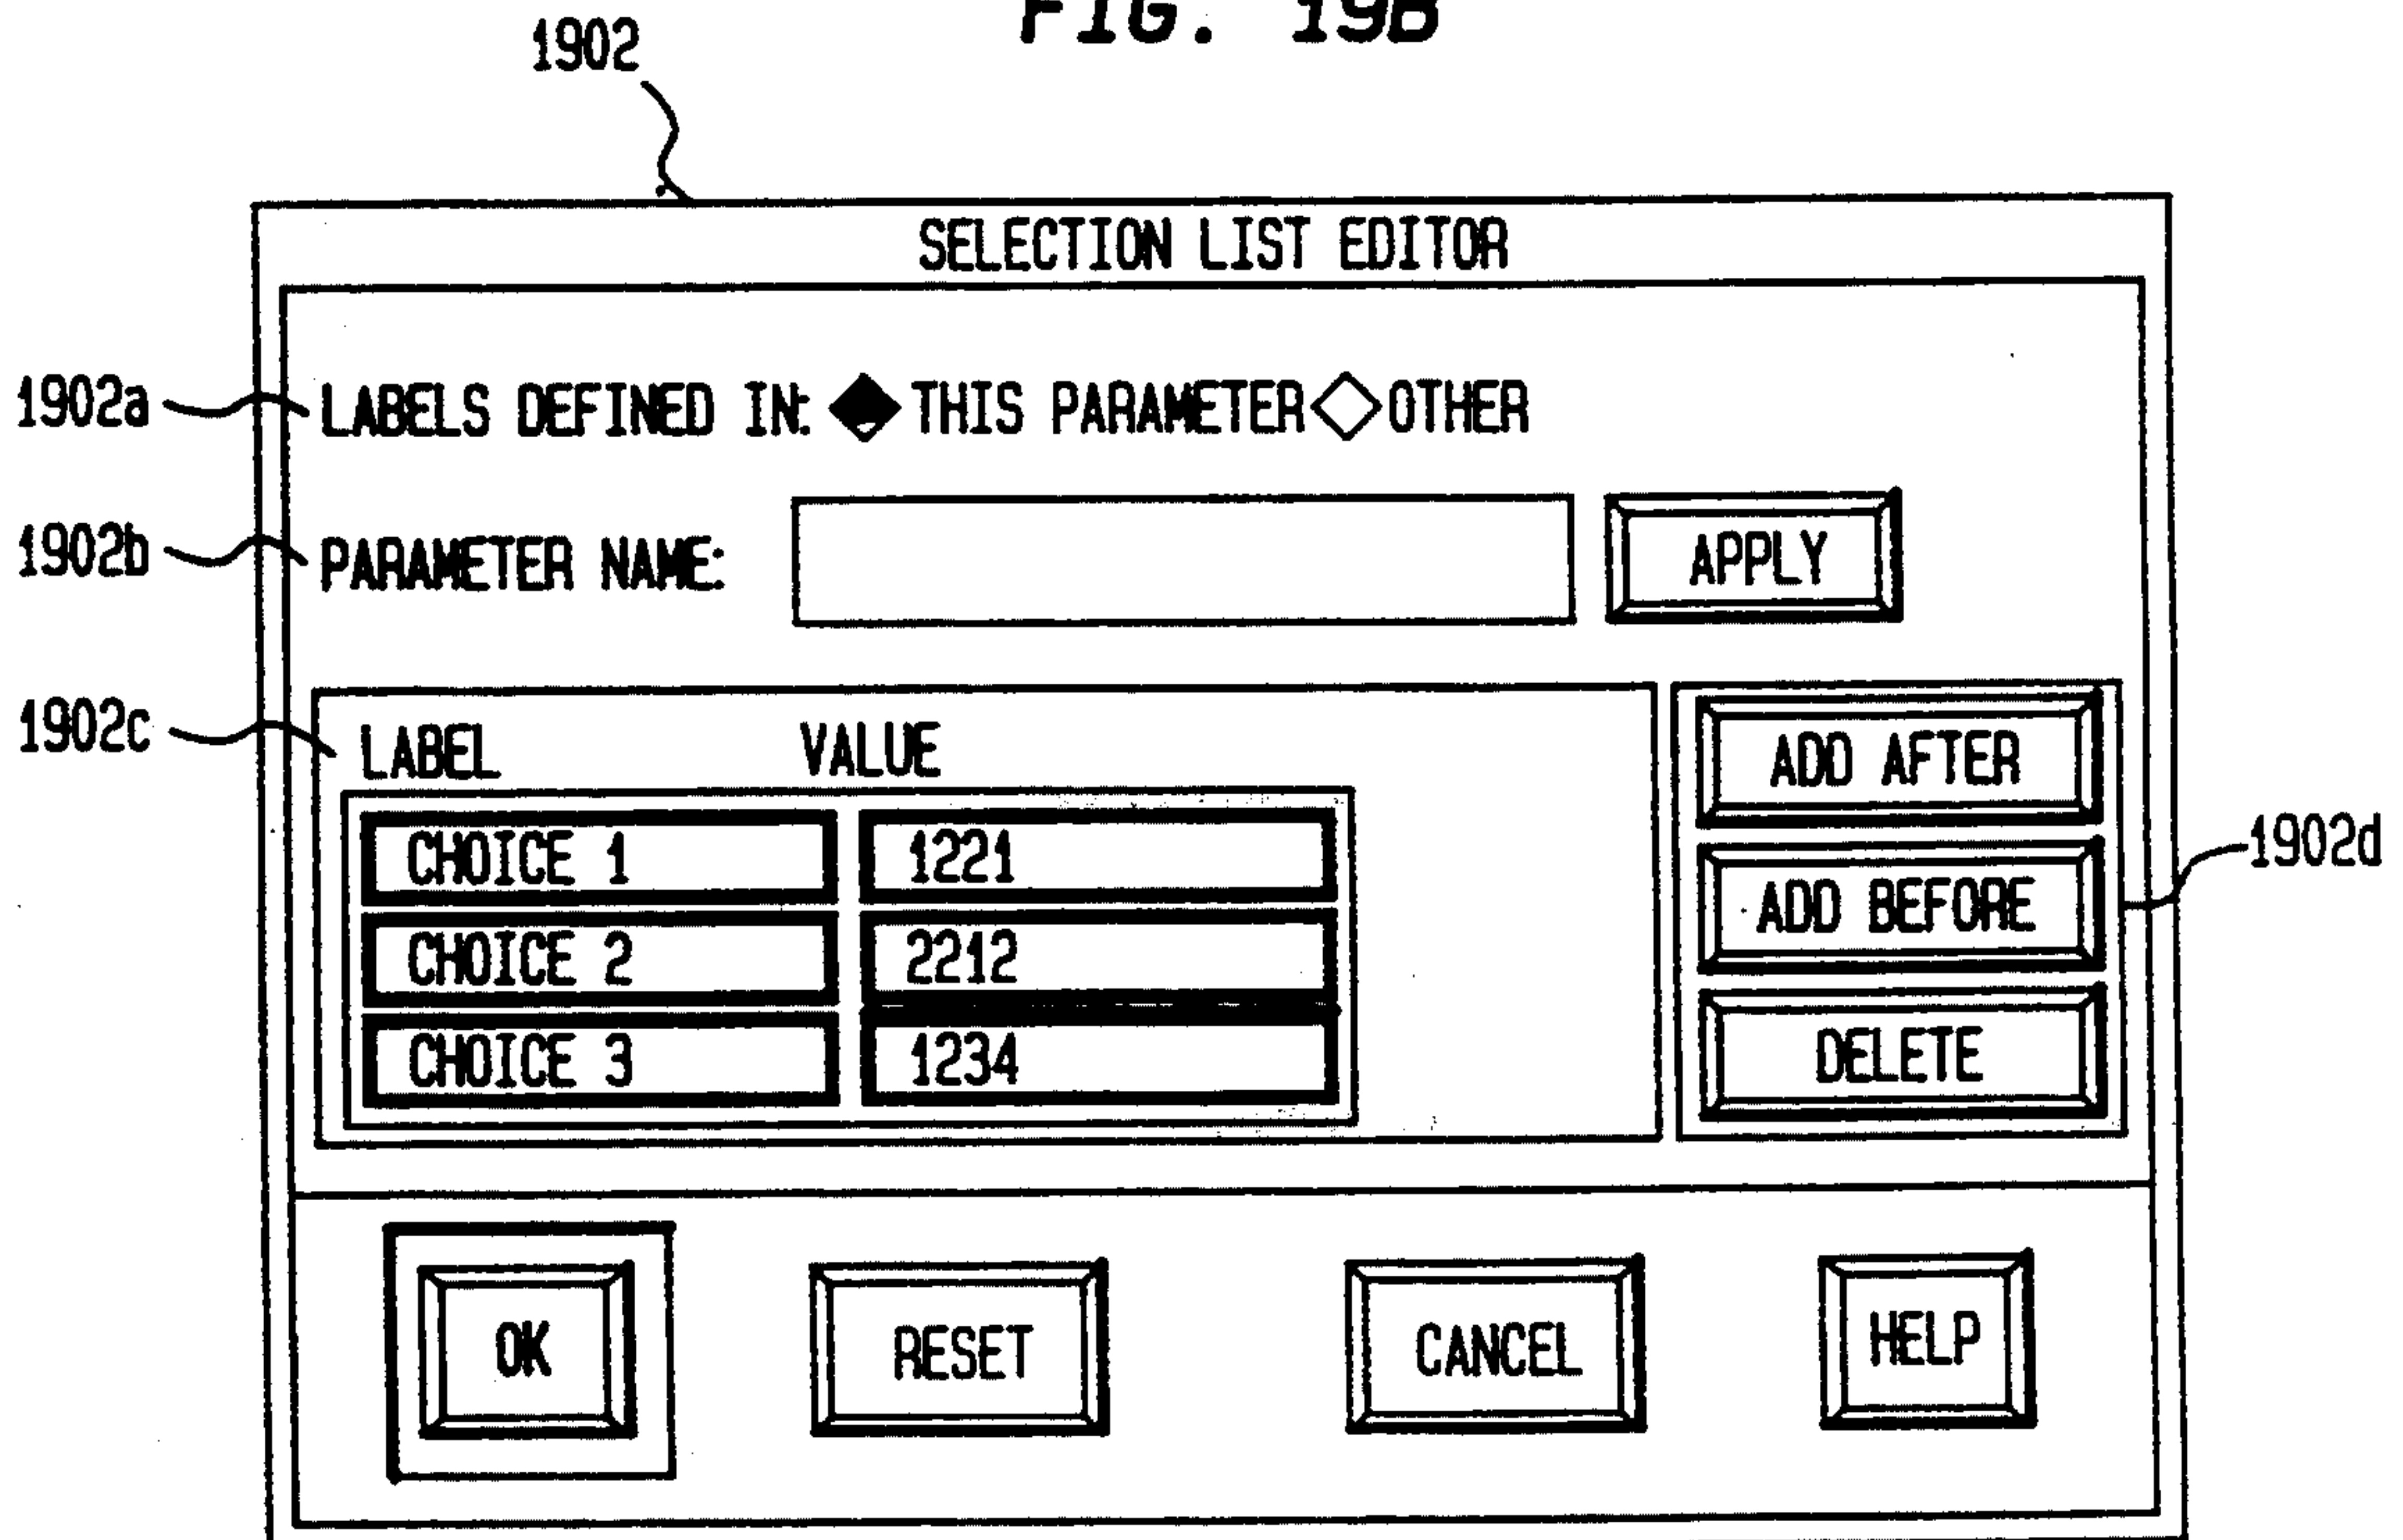 FIG. 19B
1902
SELECTION LIST EDITOR
1902a LABELS DEFINED IN: THIS PARAMETER OTHER
1902b PARAMETER NAME: APPLY
1902c LABEL VALUE
ADD AFTER
CHOICE 1 1221
1902d
ADD BEFORE
CHOICE 2 2212
CHOICE 3 1234
DELETE
OK RESET CANCEL HELP